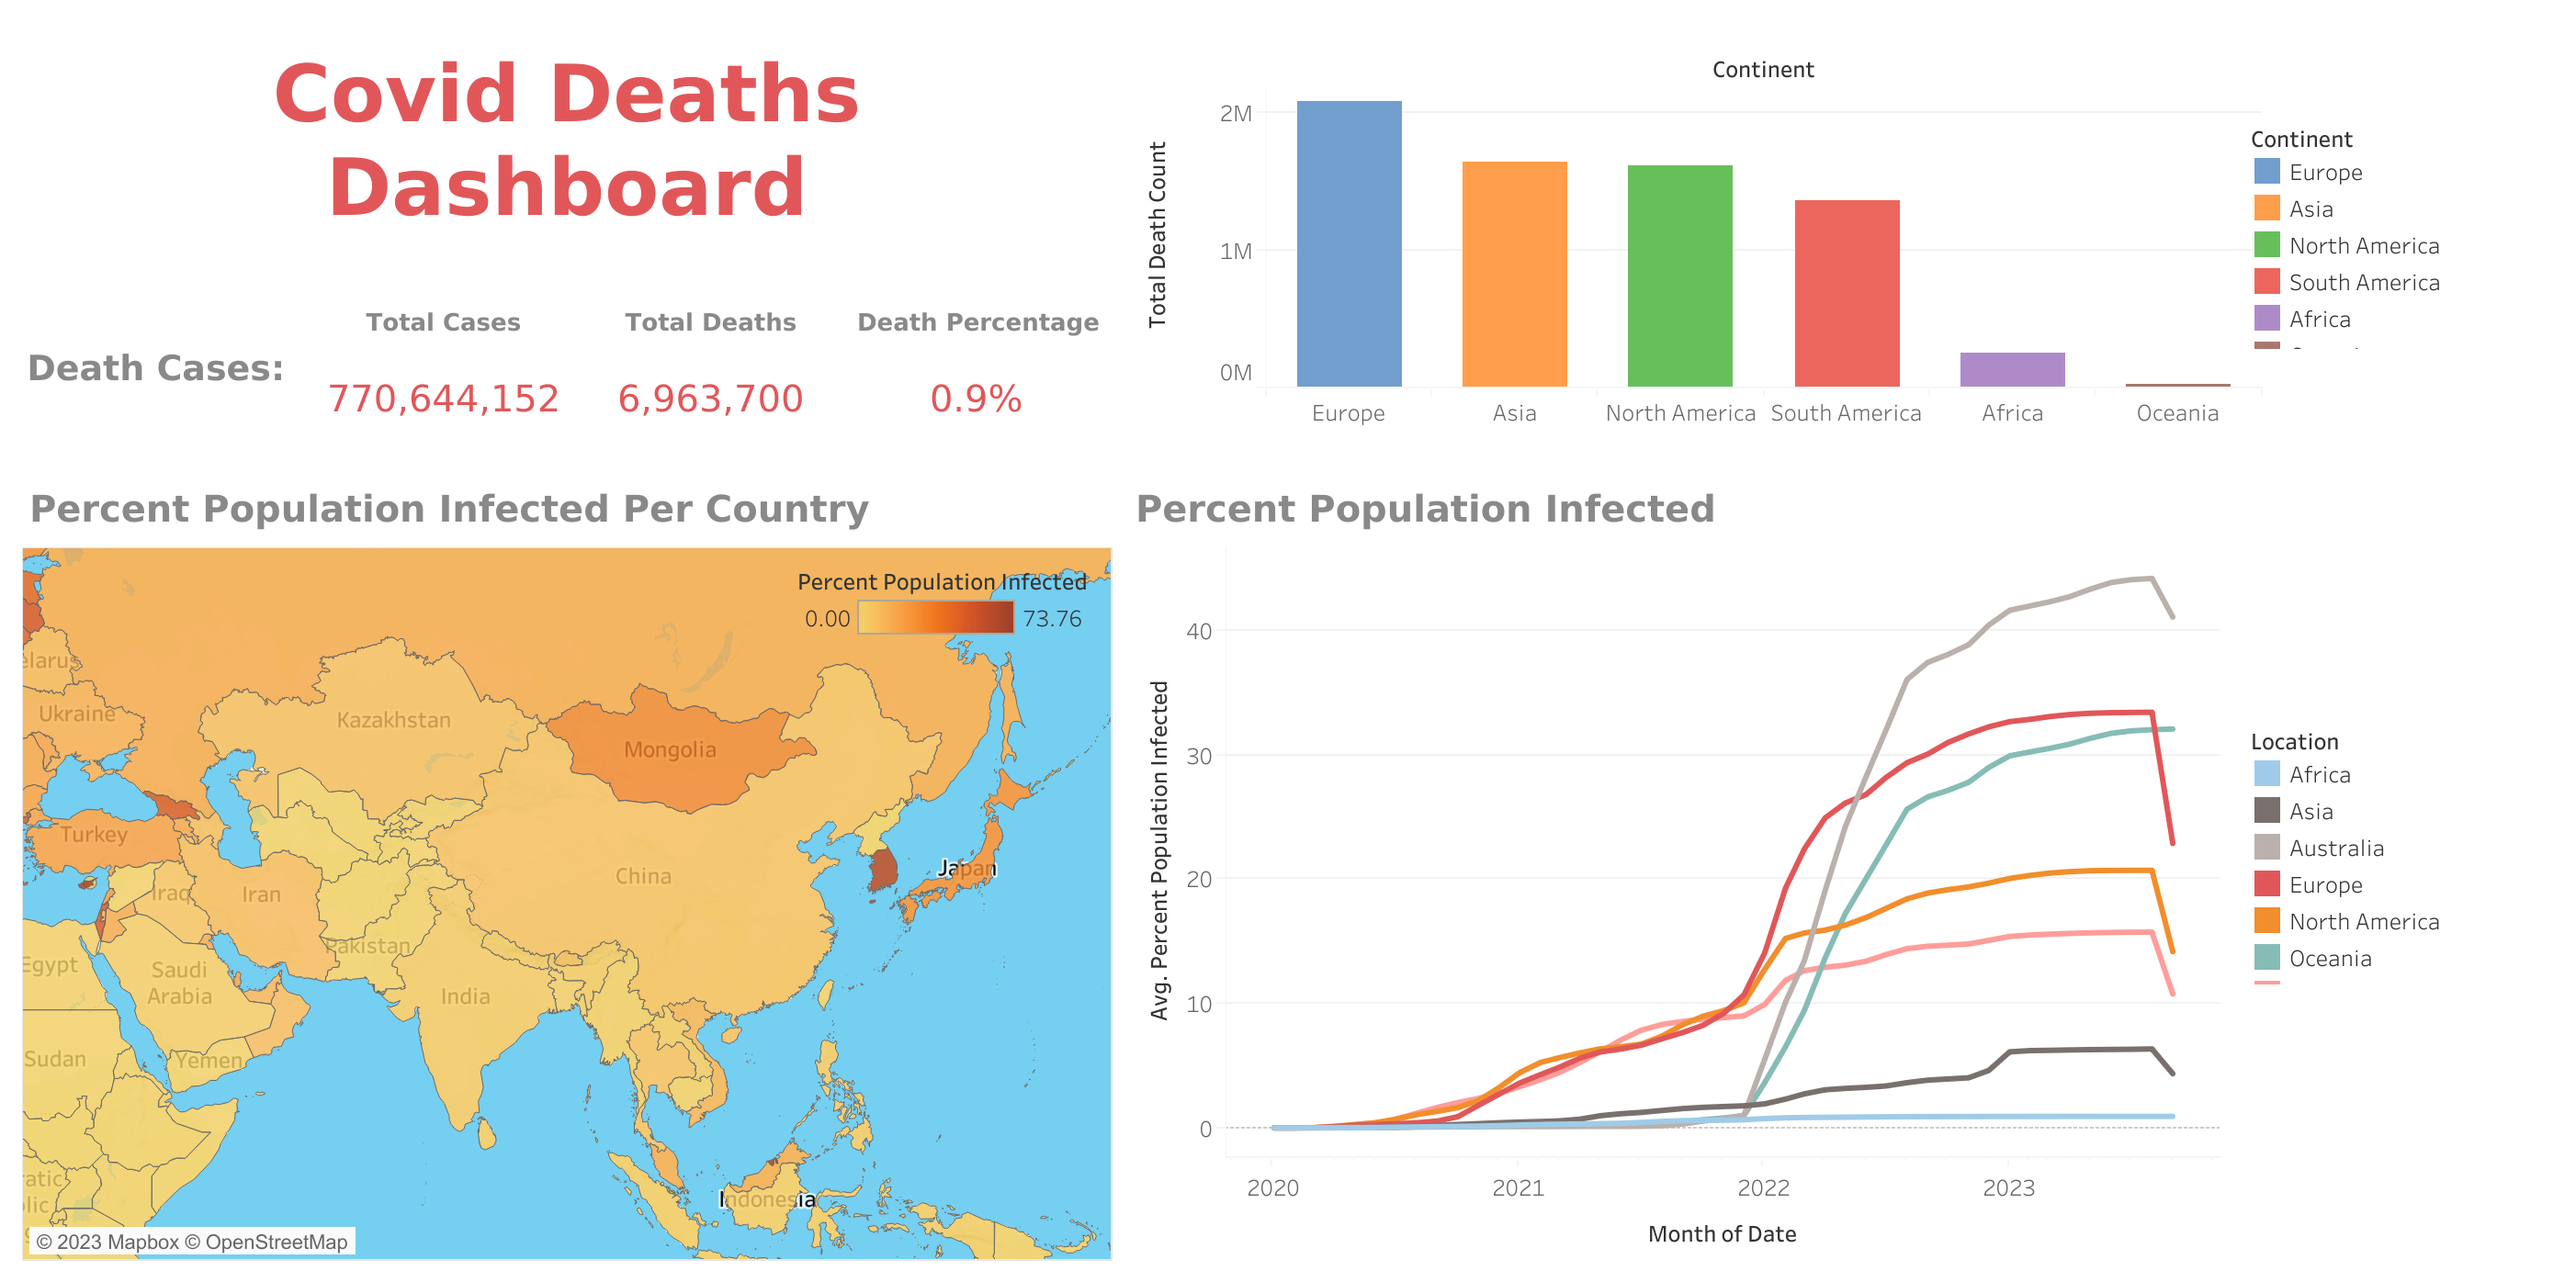 Covid Deaths
Dashboard
Total Cases
Total Deaths
Death Percentage
Death Cases:
770,644,152
6,963,700
0.9%
Continent
Total Death Count
2M
1M
0M
Europe
Asia
North America
South America
Africa
Oceania
Continent
Europe
Asia
North America
South America
Africa
Percent Population Infected Per Country
Percent Population Infected
0.00
73.76
elarus
Ukraine
Kazakhstan
Mongolia
Turkey
Japan
China
Iraq
Iran
Pakistan
Egypt
Saudi
Arabia
India
Sudan
Yemen
Indonesia
ratic
lic
© 2023 Mapbox © OpenStreetMap
Percent Population Infected
Avg. Percent Population Infected
40
30
20
10
0
2020
2021
2022
2023
Month of Date
Location
Africa
Asia
Australia
Europe
North America
Oceania